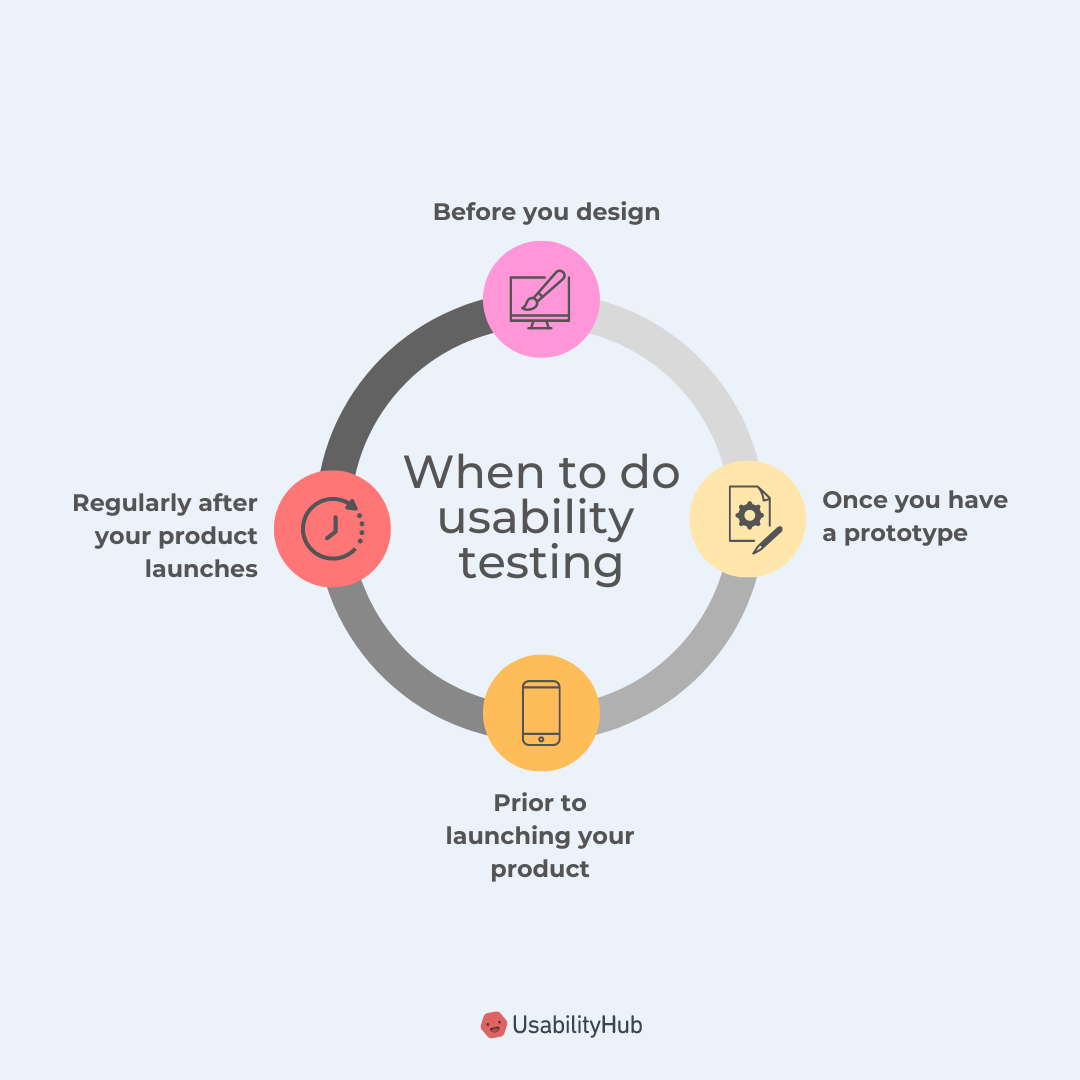 Before you design
When to do
usability
testing
Once you have
a prototype
Prior to
launching your
product
Regularly after
your product
launches
UsabilityHub